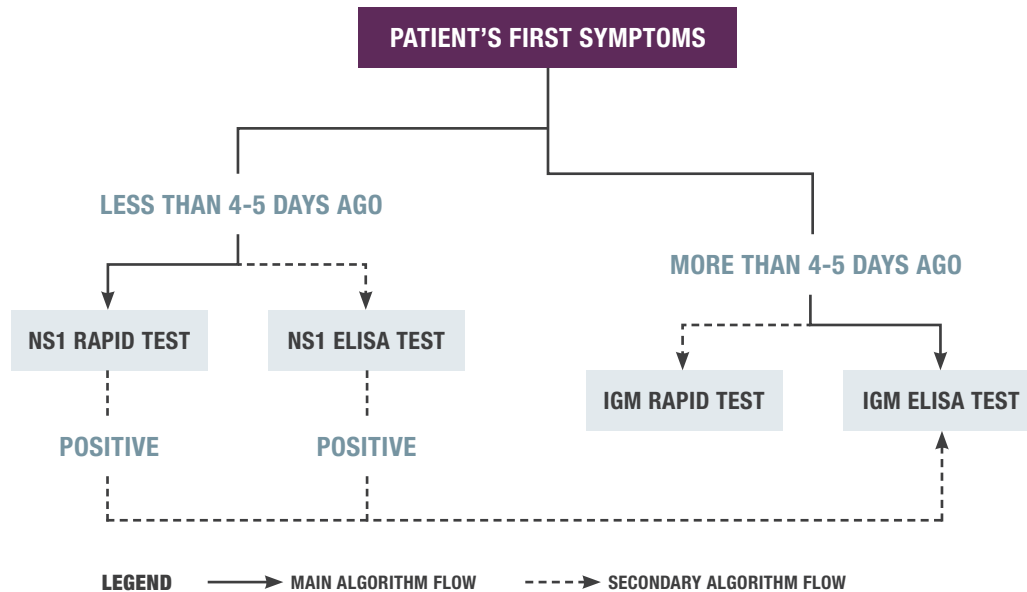 PATIENT’S FIRST SYMPTOMS
LESS THAN 4-5 DAYS AGO
MORE THAN 4-5 DAYS AGO
NS1 RAPID TEST
NS1 ELISA TEST
IGM RAPID TEST
IGM ELISA TEST
POSITIVE
POSITIVE
LEGEND
MAIN ALGORITHM FLOW
SECONDARY ALGORITHM FLOW